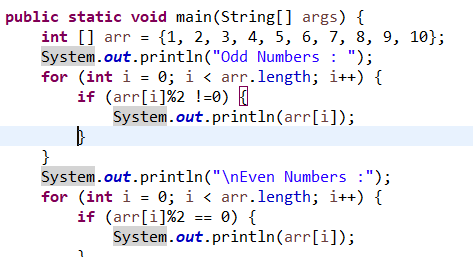 public static void main(String[] args) {
int [] arr = {1, 2, 3, 4, 5, 6, 7, 8, 9, 10};
System.out.println("Odd Numbers : ");
for (int i = 0; i < arr.length; i++) {
if (arr[i]%2 !=0) {
System.out.println(arr[i]);
}
}
System.out.println("\nEven Numbers :");
for (int i = 0; i < arr.length; i++) {
if (arr[i]%2 == 0) {
System.out.println(arr[i]);
}